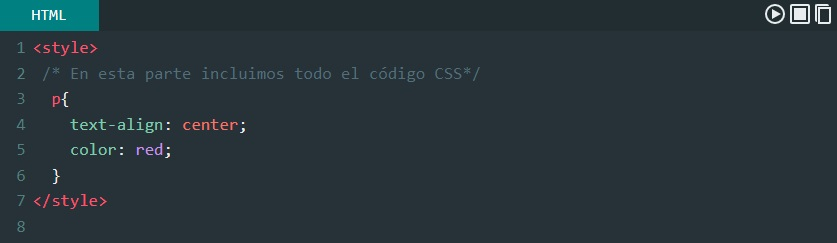 HTML
1 <style>
2 /* En esta parte incluimos todo el código CSS*/
3 p{
4 text-align: center;
5 color: red;
6 }
7 </style>
8